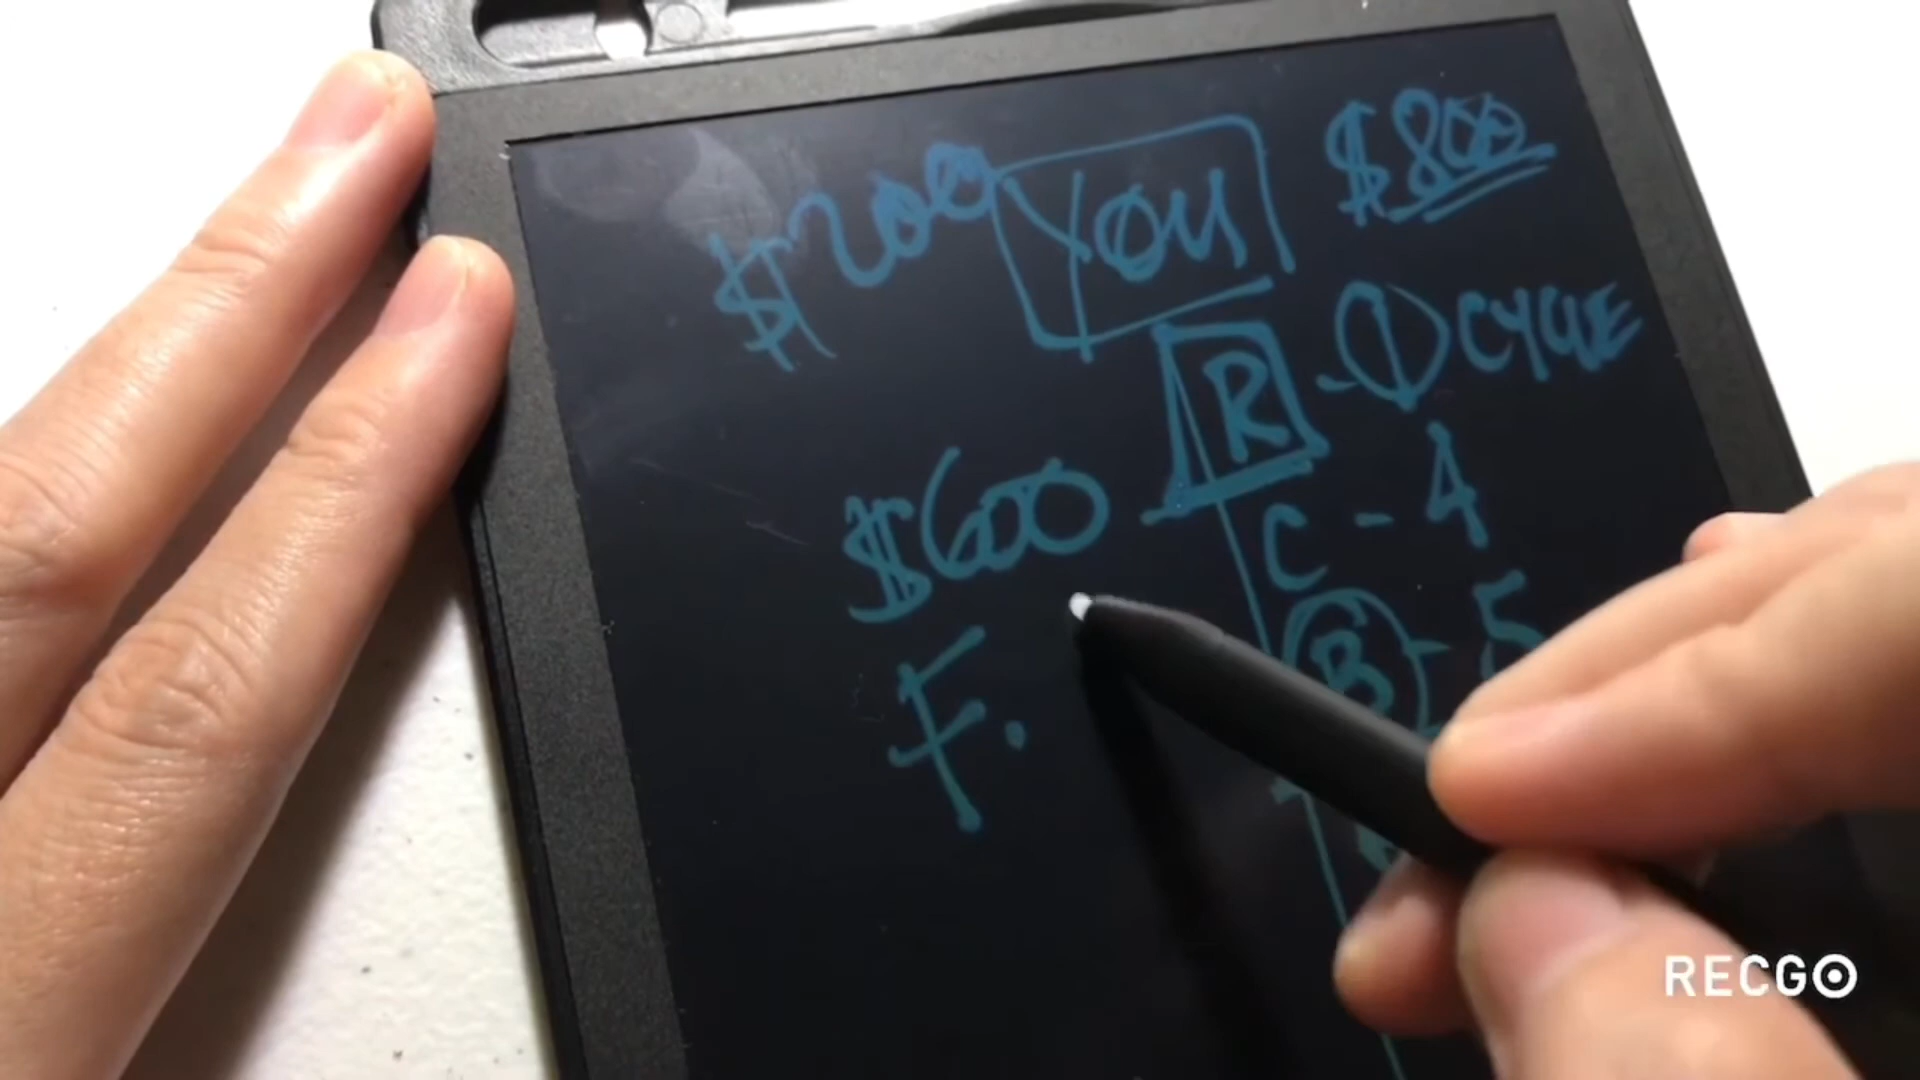 $200 YOU $800
R - 1 CYCLE
$600 C - 4
B - 5
F.
RECGO